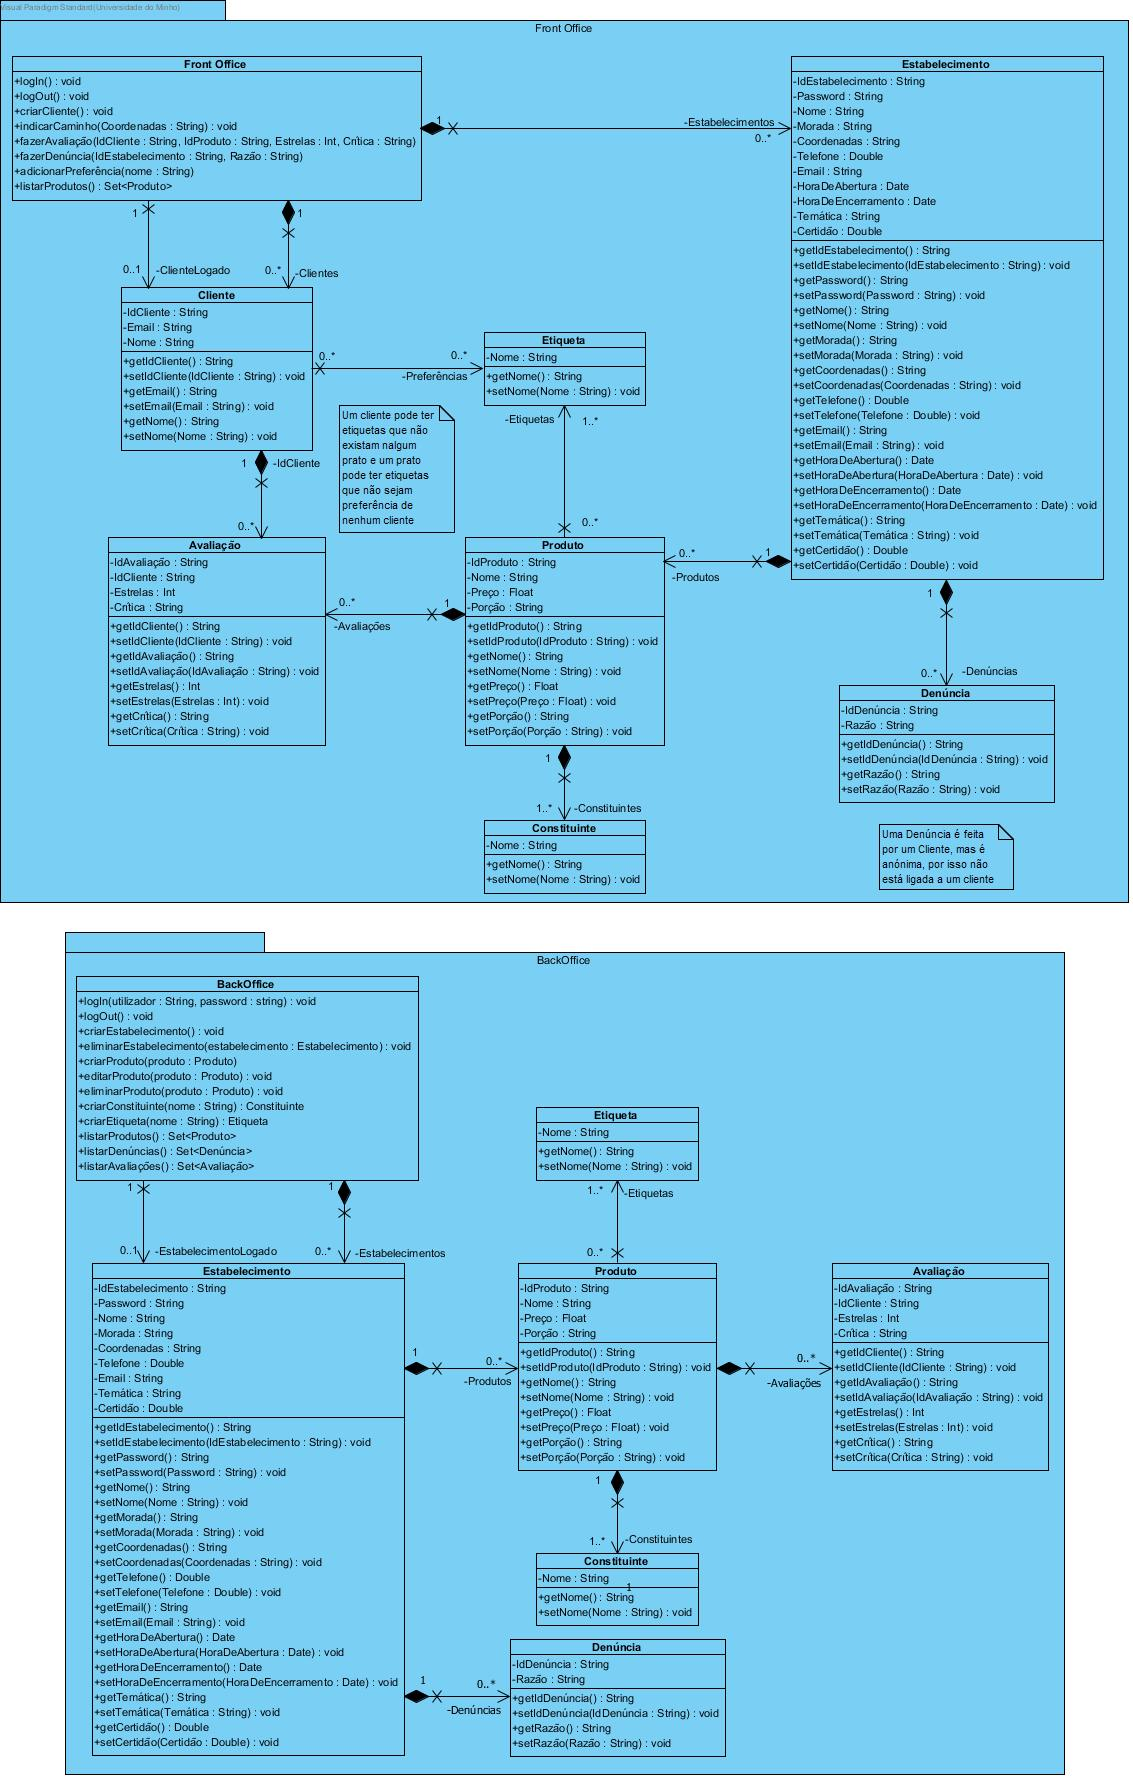 Visual Paradigm Standard(Universidade do Minho)
Front Office
Front Office
+logIn() : void
+logOut() : void
+criarCliente() : void
+indicarCaminho(Coordenadas : String) : void
+fazerAvaliação(IdCliente : String, IdProduto : String, Estrelas : Int, Crítica : String)
+fazerDenúncia(IdEstabelecimento : String, Razão : String)
+adicionarPreferência(nome : String)
+listarProdutos() : Set<Produto>
1
-Estabelecimentos
0..*
Estabelecimento
-IdEstabelecimento : String
-Password : String
-Nome : String
-Morada : String
-Coordenadas : String
-Telefone : Double
-Email : String
-HoraDeAbertura : Date
-HoraDeEncerramento : Date
-Temática : String
-Certidão : Double
+getIdEstabelecimento() : String
+setIdEstabelecimento(IdEstabelecimento : String) : void
+getPassword() : String
+setPassword(Password : String) : void
+getNome() : String
+setNome(Nome : String) : void
+getMorada() : String
+setMorada(Morada : String) : void
+getCoordenadas() : String
+setCoordenadas(Coordenadas : String) : void
+getTelefone() : Double
+setTelefone(Telefone : Double) : void
+getEmail() : String
+setEmail(Email : String) : void
+getHoraDeAbertura() : Date
+setHoraDeAbertura(HoraDeAbertura : Date) : void
+getHoraDeEncerramento() : Date
+setHoraDeEncerramento(HoraDeEncerramento : Date) : void
+getTemática() : String
+setTemática(Temática : String) : void
+getCertidão() : Double
+setCertidão(Certidão : Double) : void
1
1
0..1
-ClienteLogado
0..*
-Clientes
Cliente
-IdCliente : String
-Email : String
-Nome : String
+getIdCliente() : String
+setIdCliente(IdCliente : String) : void
+getEmail() : String
+setEmail(Email : String) : void
+getNome() : String
+setNome(Nome : String) : void
0..*
0..*
-Preferências
Etiqueta
-Nome : String
+getNome() : String
+setNome(Nome : String) : void
Um cliente pode ter
etiquetas que não
existam nalgum
prato e um prato
pode ter etiquetas
que não sejam
preferência de
nenhum cliente
-Etiquetas
1..*
0..*
1
-IdCliente
0..*
Avaliação
-IdAvaliação : String
-IdCliente : String
-Estrelas : Int
-Crítica : String
+getIdCliente() : String
+setIdCliente(IdCliente : String) : void
+getIdAvaliação() : String
+setIdAvaliação(IdAvaliação : String) : void
+getEstrelas() : Int
+setEstrelas(Estrelas : Int) : void
+getCrítica() : String
+setCrítica(Crítica : String) : void
0..*
1
-Avaliações
Produto
-IdProduto : String
-Nome : String
-Preço : Float
-Porção : String
+getIdProduto() : String
+setIdProduto(IdProduto : String) : void
+getNome() : String
+setNome(Nome : String) : void
+getPreço() : Float
+setPreço(Preço : Float) : void
+getPorção() : String
+setPorção(Porção : String) : void
0..*
1
-Produtos
1
0..*
-Denúncias
Denúncia
-IdDenúncia : String
-Razão : String
+getIdDenúncia() : String
+setIdDenúncia(IdDenúncia : String) : void
+getRazão() : String
+setRazão(Razão : String) : void
1
1..*
-Constituintes
Constituinte
-Nome : String
+getNome() : String
+setNome(Nome : String) : void
Uma Denúncia é feita
por um Cliente, mas é
anónima, por isso não
está ligada a um cliente
BackOffice
BackOffice
+logIn(utilizador : String, password : string) : void
+logOut() : void
+criarEstabelecimento() : void
+eliminarEstabelecimento(estabelecimento : Estabelecimento) : void
+criarProduto(produto : Produto)
+editarProduto(produto : Produto) : void
+eliminarProduto(produto : Produto) : void
+criarConstituinte(nome : String) : Constituinte
+criarEtiqueta(nome : String) : Etiqueta
+listarProdutos() : Set<Produto>
+listarDenúncias() : Set<Denúncia>
+listarAvaliações() : Set<Avaliação>
1
1
0..1
-EstabelecimentoLogado
0..*
-Estabelecimentos
Etiqueta
-Nome : String
+getNome() : String
+setNome(Nome : String) : void
1..*
-Etiquetas
0..*
Estabelecimento
-IdEstabelecimento : String
-Password : String
-Nome : String
-Morada : String
-Coordenadas : String
-Telefone : Double
-Email : String
-Temática : String
-Certidão : Double
+getIdEstabelecimento() : String
+setIdEstabelecimento(IdEstabelecimento : String) : void
+getPassword() : String
+setPassword(Password : String) : void
+getNome() : String
+setNome(Nome : String) : void
+getMorada() : String
+setMorada(Morada : String) : void
+getCoordenadas() : String
+setCoordenadas(Coordenadas : String) : void
+getTelefone() : Double
+setTelefone(Telefone : Double) : void
+getEmail() : String
+setEmail(Email : String) : void
+getHoraDeAbertura() : Date
+setHoraDeAbertura(HoraDeAbertura : Date) : void
+getHoraDeEncerramento() : Date
+setHoraDeEncerramento(HoraDeEncerramento : Date) : void
+getTemática() : String
+setTemática(Temática : String) : void
+getCertidão() : Double
+setCertidão(Certidão : Double) : void
1
0..*
-Produtos
Produto
-IdProduto : String
-Nome : String
-Preço : Float
-Porção : String
+getIdProduto() : String
+setIdProduto(IdProduto : String) : void
+getNome() : String
+setNome(Nome : String) : void
+getPreço() : Float
+setPreço(Preço : Float) : void
+getPorção() : String
+setPorção(Porção : String) : void
0..*
-Avaliações
Avaliação
-IdAvaliação : String
-IdCliente : String
-Estrelas : Int
-Crítica : String
+getIdCliente() : String
+setIdCliente(IdCliente : String) : void
+getIdAvaliação() : String
+setIdAvaliação(IdAvaliação : String) : void
+getEstrelas() : Int
+setEstrelas(Estrelas : Int) : void
+getCrítica() : String
+setCrítica(Crítica : String) : void
1
1..*
-Constituintes
Constituinte
-Nome : String
1
+getNome() : String
+setNome(Nome : String) : void
1
0..*
-Denúncias
Denúncia
-IdDenúncia : String
-Razão : String
+getIdDenúncia() : String
+setIdDenúncia(IdDenúncia : String) : void
+getRazão() : String
+setRazão(Razão : String) : void